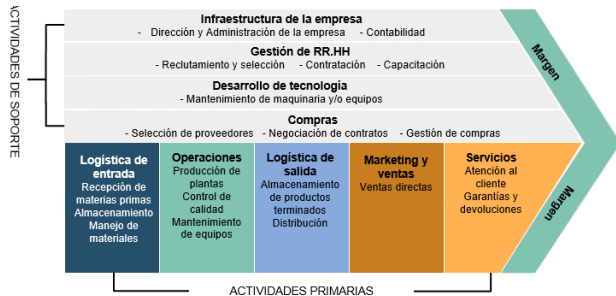 ACTIVIDADES DE SOPORTE
Infraestructura de la empresa
- Dirección y Administración de la empresa - Contabilidad
Gestión de RR.HH
- Reclutamiento y selección - Contratación - Capacitación
Desarrollo de tecnología
- Mantenimiento de maquinaria y/o equipos
Compras
- Selección de proveedores - Negociación de contratos - Gestión de compras
Margen
Logística de
entrada
Recepción de
materias primas
Almacenamiento
Manejo de
materiales
Operaciones
Producción de
plantas
Control de
calidad
Mantenimiento
de equipos
Logística de
salida
Almacenamiento
de productos
terminados
Distribución
Marketing y
ventas
Ventas directas
Servicios
Atención al
cliente
Garantías y
devoluciones
Margen
ACTIVIDADES PRIMARIAS